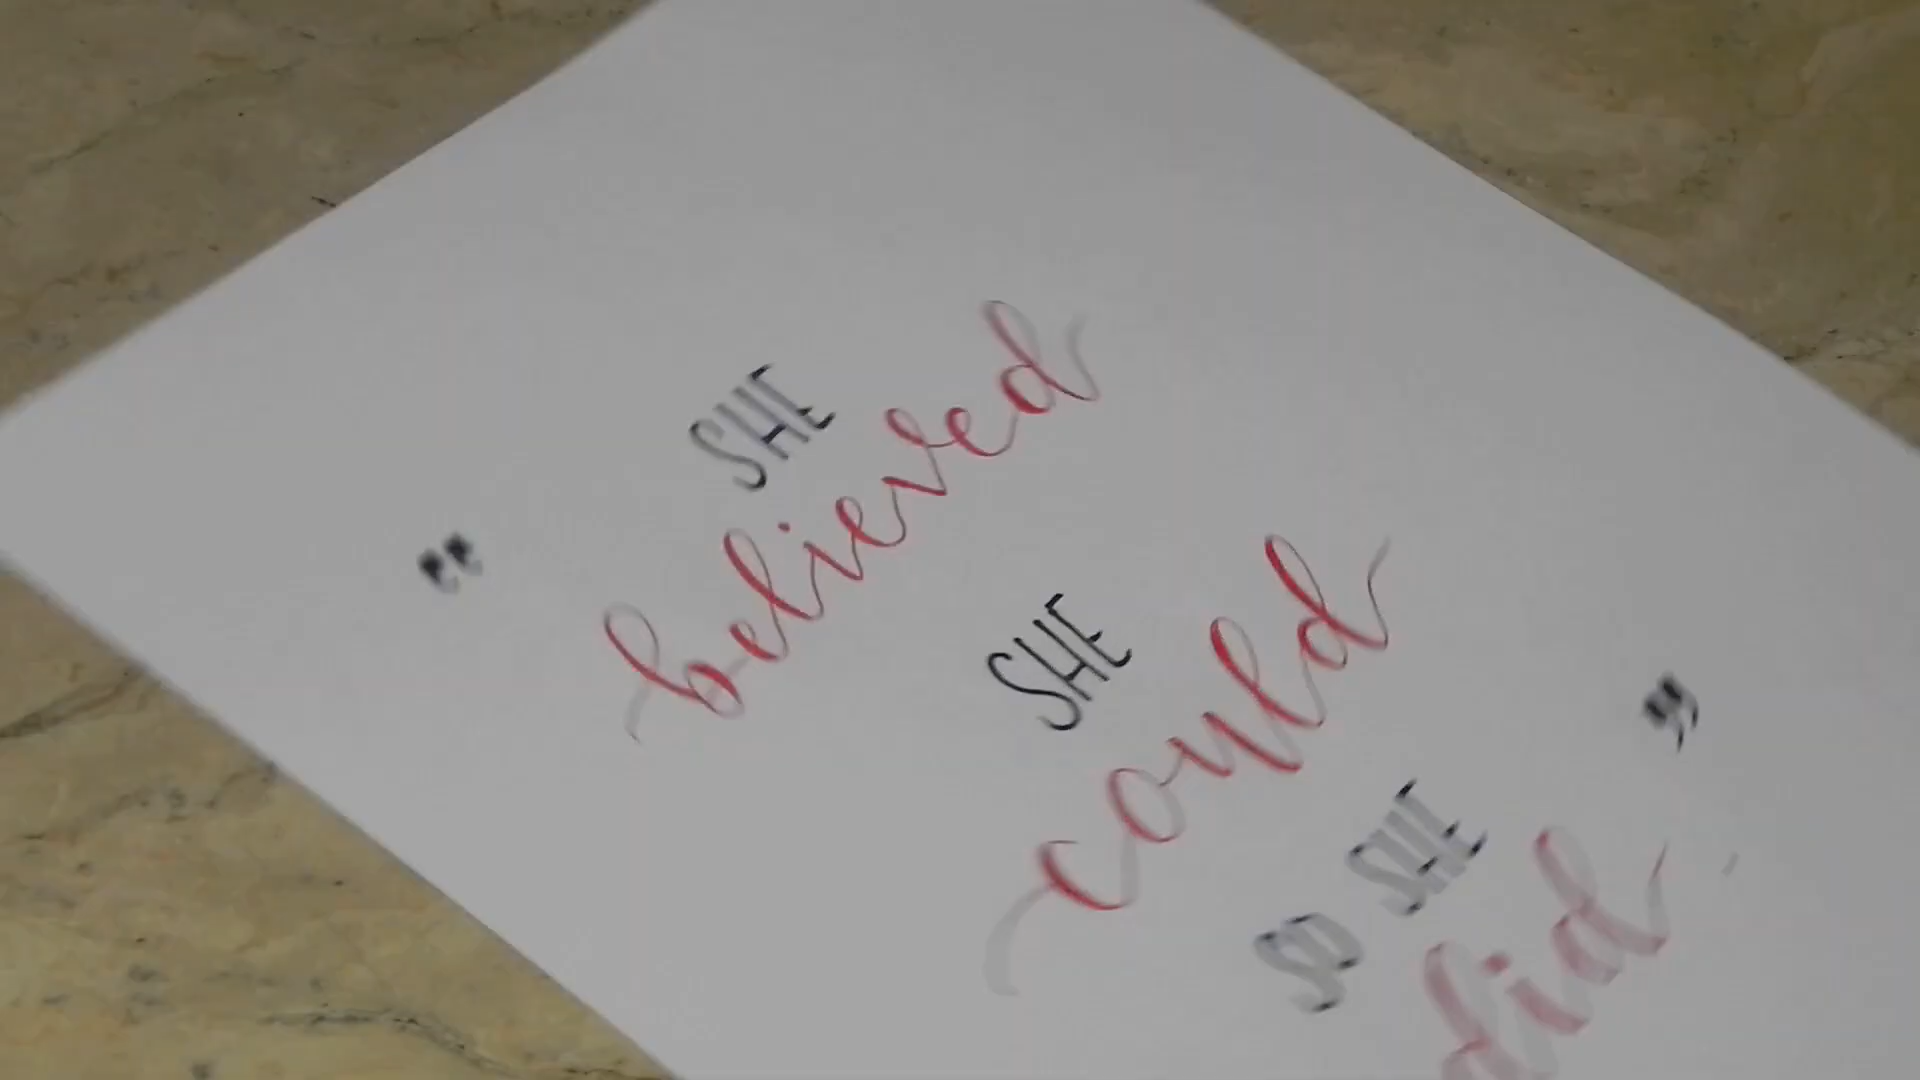 “ SHE
believed
SHE
could
SO SHE
did ”